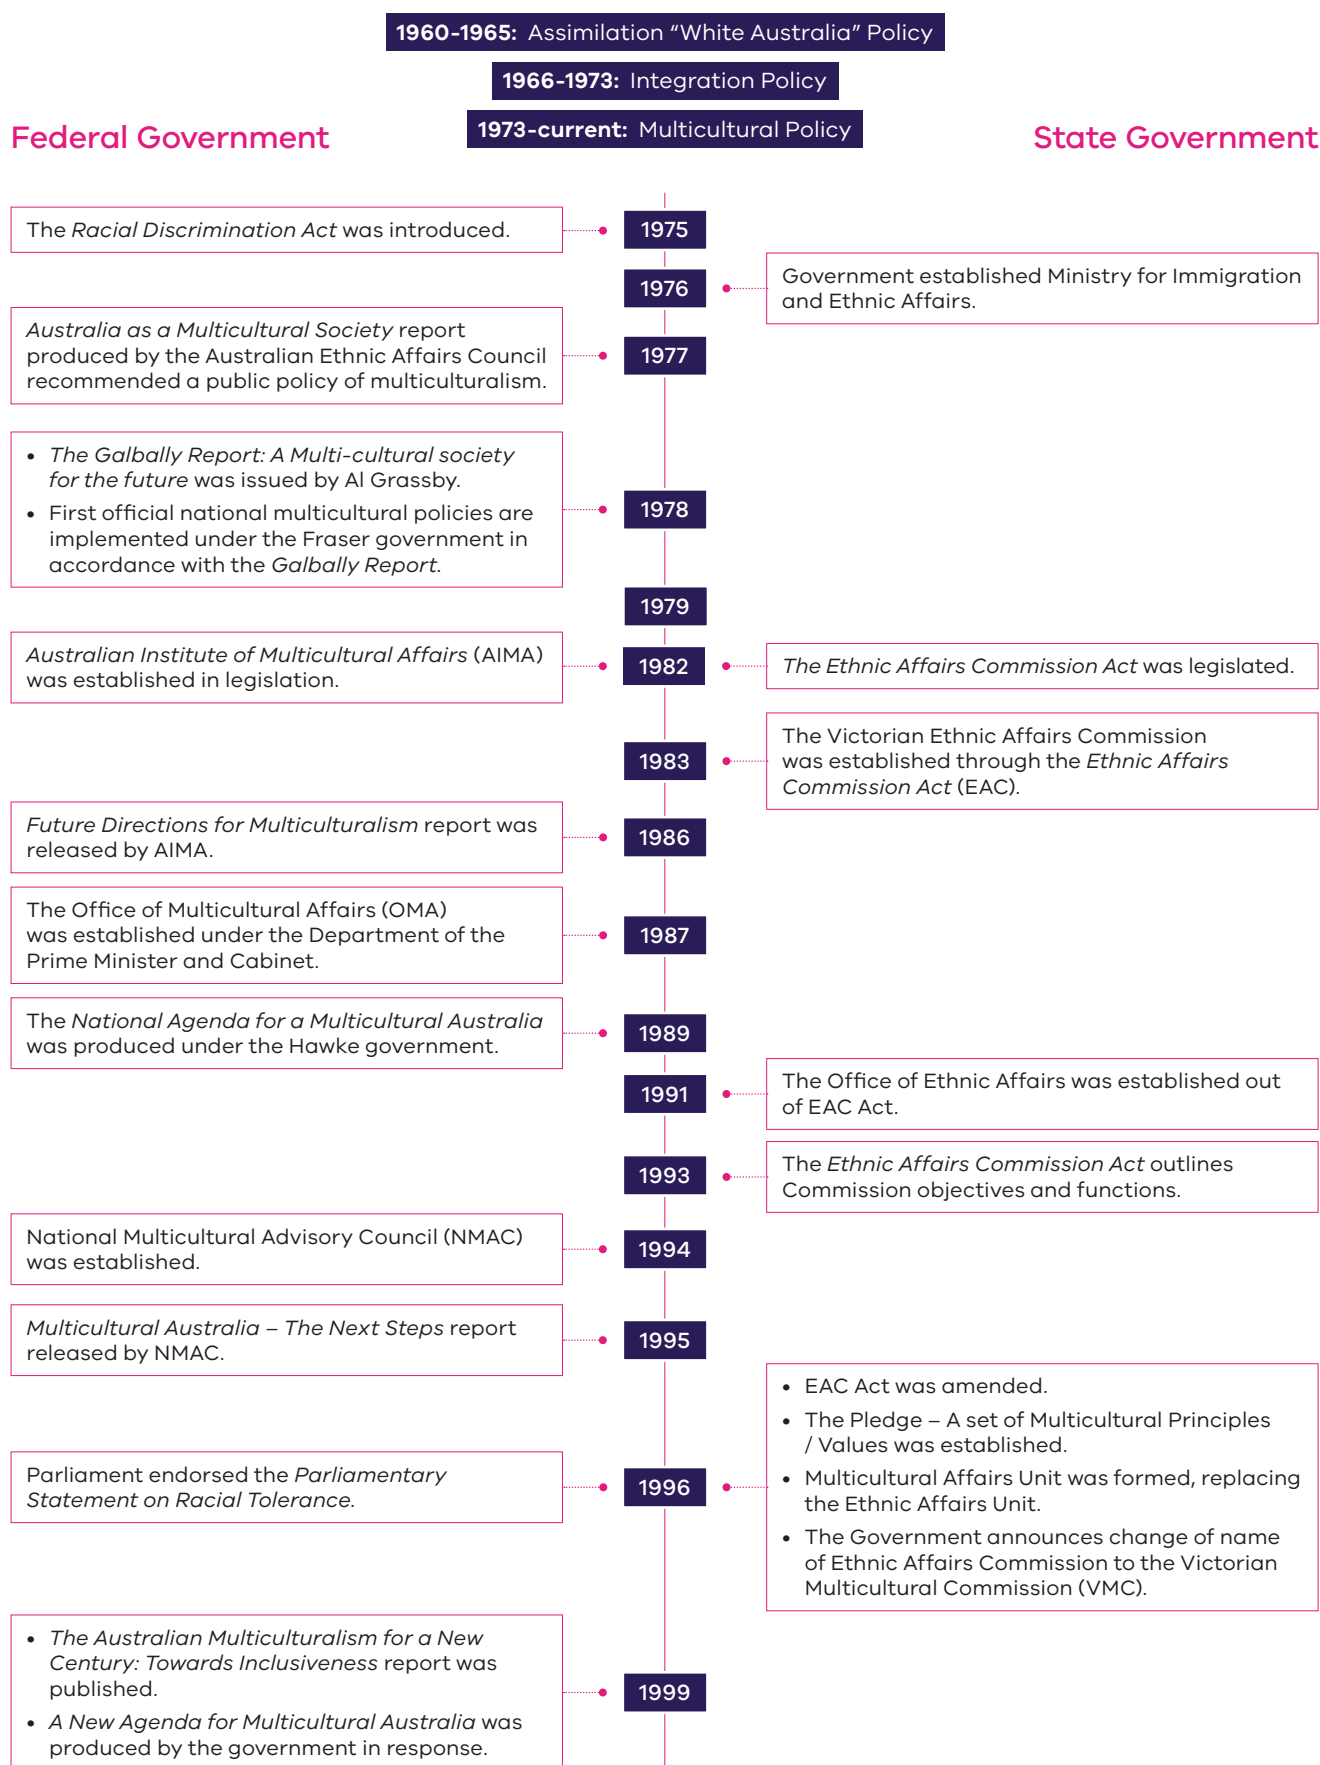 1960-1965: Assimilation “White Australia” Policy
1966-1973: Integration Policy
1973-current: Multicultural Policy
Federal Government
State Government
The Racial Discrimination Act was introduced.
1975
1976
Government established Ministry for Immigration
and Ethnic Affairs.
Australia as a Multicultural Society report
produced by the Australian Ethnic Affairs Council
recommended a public policy of multiculturalism.
1977
• The Galbally Report: A Multi-cultural society
for the future was issued by Al Grassby.
• First official national multicultural policies are
implemented under the Fraser government in
accordance with the Galbally Report.
1978
1979
Australian Institute of Multicultural Affairs (AIMA)
was established in legislation.
1982
The Ethnic Affairs Commission Act was legislated.
1983
The Victorian Ethnic Affairs Commission
was established through the Ethnic Affairs
Commission Act (EAC).
Future Directions for Multiculturalism report was
released by AIMA.
1986
The Office of Multicultural Affairs (OMA)
was established under the Department of the
Prime Minister and Cabinet.
1987
The National Agenda for a Multicultural Australia
was produced under the Hawke government.
1989
1991
The Office of Ethnic Affairs was established out
of EAC Act.
1993
The Ethnic Affairs Commission Act outlines
Commission objectives and functions.
National Multicultural Advisory Council (NMAC)
was established.
1994
Multicultural Australia – The Next Steps report
released by NMAC.
1995
Parliament endorsed the Parliamentary
Statement on Racial Tolerance.
1996
• EAC Act was amended.
• The Pledge – A set of Multicultural Principles
/ Values was established.
• Multicultural Affairs Unit was formed, replacing
the Ethnic Affairs Unit.
• The Government announces change of name
of Ethnic Affairs Commission to the Victorian
Multicultural Commission (VMC).
• The Australian Multiculturalism for a New
Century: Towards Inclusiveness report was
published.
• A New Agenda for Multicultural Australia was
produced by the government in response.
1999